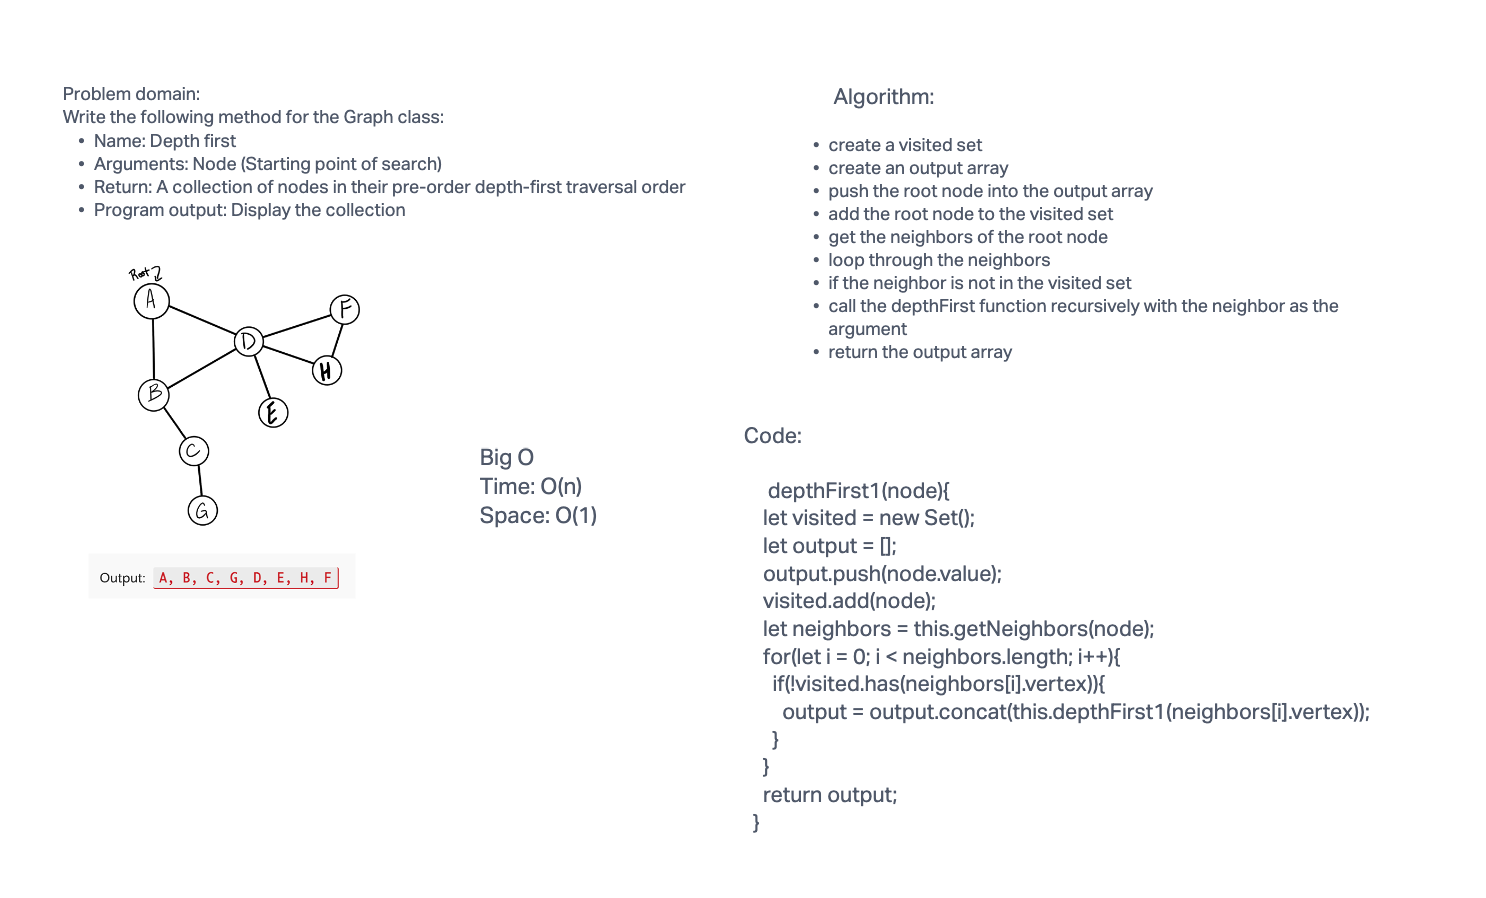 Problem domain:
Write the following method for the Graph class:
• Name: Depth first
• Arguments: Node (Starting point of search)
• Return: A collection of nodes in their pre-order depth-first traversal order
• Program output: Display the collection
Root
A
F
D
H
B
E
C
G
Output: A, B, C, G, D, E, H, F
Big O
Time: O(n)
Space: O(1)
Algorithm:
• create a visited set
• create an output array
• push the root node into the output array
• add the root node to the visited set
• get the neighbors of the root node
• loop through the neighbors
• if the neighbor is not in the visited set
• call the depthFirst function recursively with the neighbor as the
argument
• return the output array
Code:
depthFirst1(node){
let visited = new Set();
let output = [];
output.push(node.value);
visited.add(node);
let neighbors = this.getNeighbors(node);
for(let i = 0; i < neighbors.length; i++){
if(!visited.has(neighbors[i].vertex)){
output = output.concat(this.depthFirst1(neighbors[i].vertex));
}
}
return output;
}